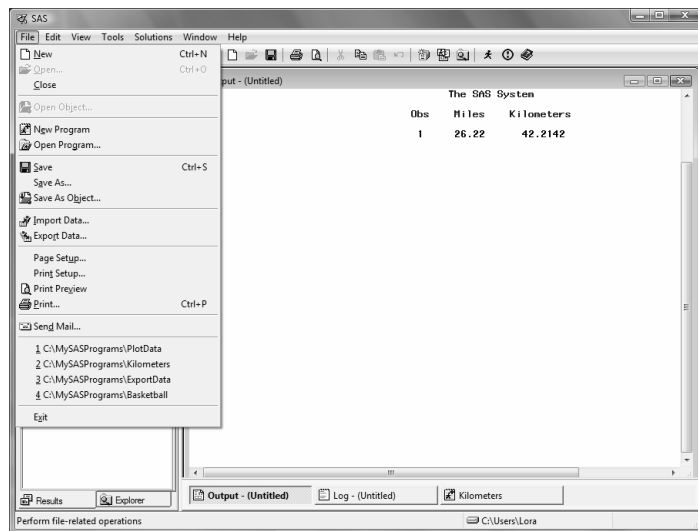 SAS
File Edit View Tools Solutions Window Help
New Ctrl+N
Open... Ctrl+O
Close
Open Object...
New Program
Open Program...
Save Ctrl+S
Save As...
Save As Object...
Import Data...
Export Data...
Page Setup...
Print Setup...
Print Preview
Print... Ctrl+P
Send Mail...
1 C:\MySASPrograms\PlotData
2 C:\MySASPrograms\Kilometers
3 C:\MySASPrograms\ExportData
4 C:\MySASPrograms\Basketball
Exit
put - (Untitled)
The SAS System
Obs Miles Kilometers
1 26.22 42.2142
Results Explorer
Output - (Untitled) Log - (Untitled) Kilometers
Perform file-related operations C:\Users\Lora